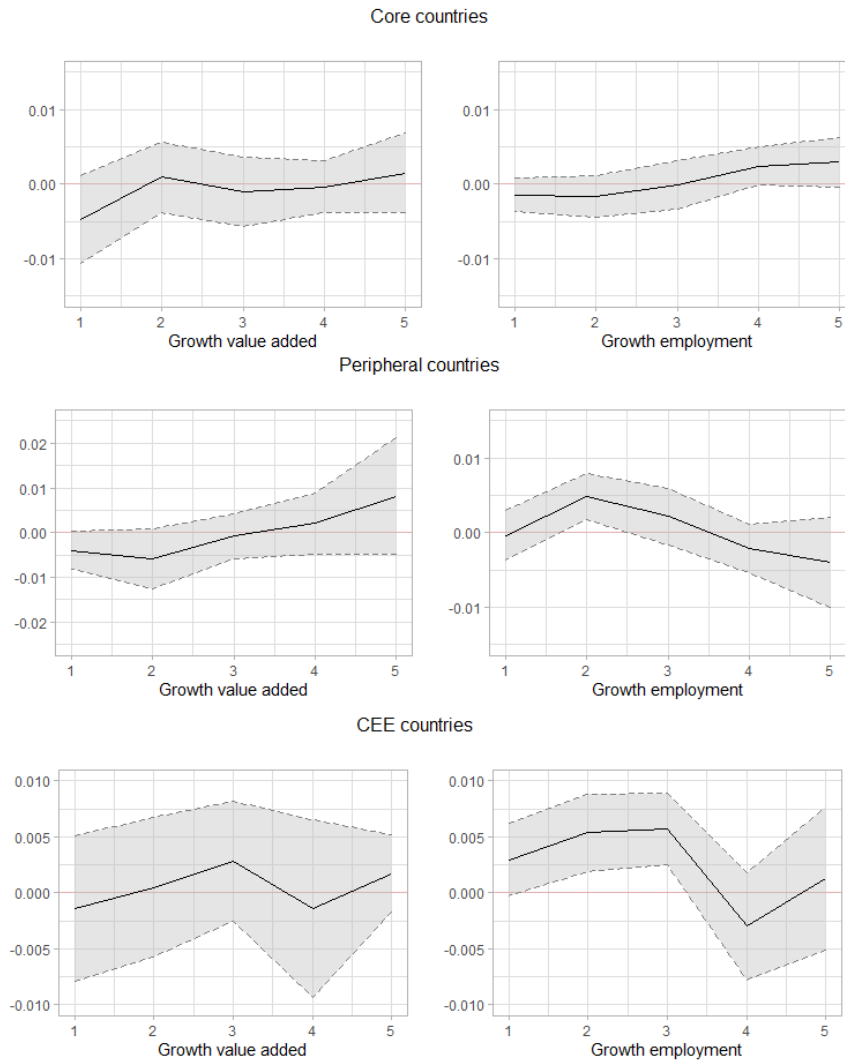 Core countries
0.01
0.00
-0.01
1 2 3 4 5
Growth value added
0.01
0.00
-0.01
1 2 3 4 5
Growth employment
Peripheral countries
0.02
0.01
0.00
-0.01
-0.02
1 2 3 4 5
Growth value added
0.01
0.00
-0.01
1 2 3 4 5
Growth employment
CEE countries
0.010
0.005
0.000
-0.005
-0.010
1 2 3 4 5
Growth value added
0.010
0.005
0.000
-0.005
-0.010
1 2 3 4 5
Growth employment